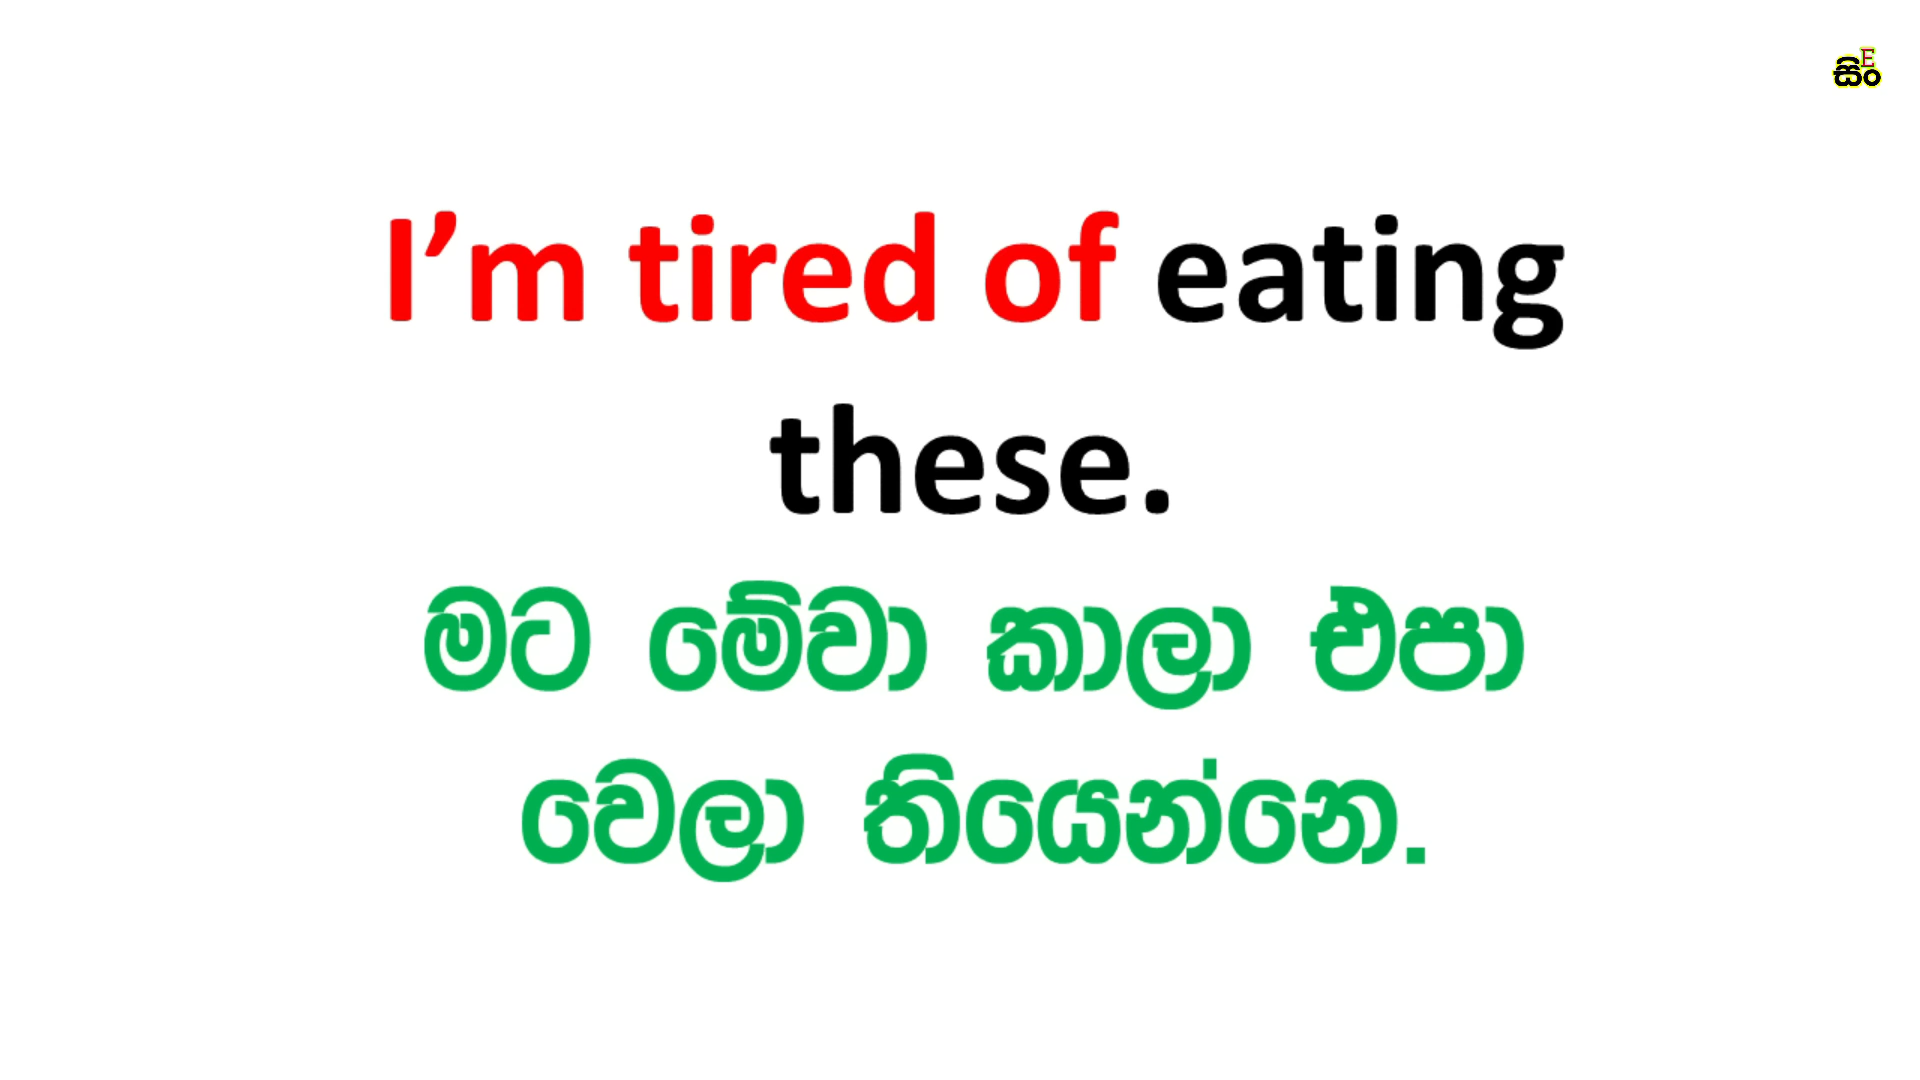 සිංE
I’m tired of eating
these.
මට මේවා කාලා එපා
වෙලා තියෙන්නෙ.